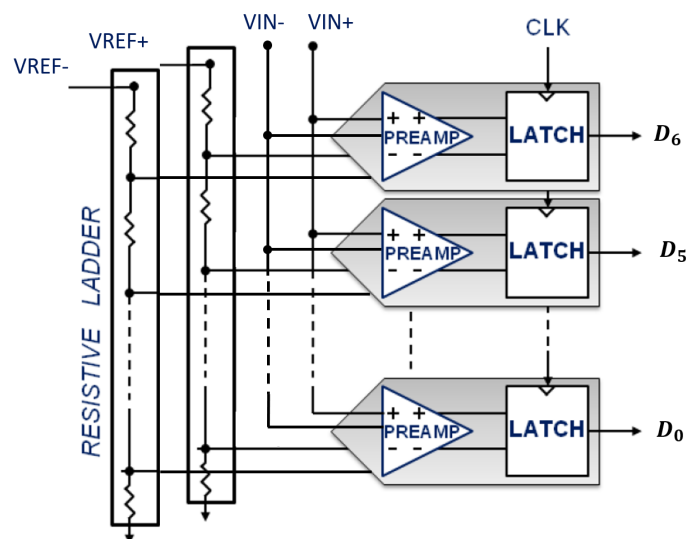 VIN- VIN+
CLK
VREF+
VREF-
+ +
PREAMP
- -
LATCH
D6
+ +
PREAMP
- -
LATCH
D5
RESISTIVE LADDER
+ +
PREAMP
- -
LATCH
D0